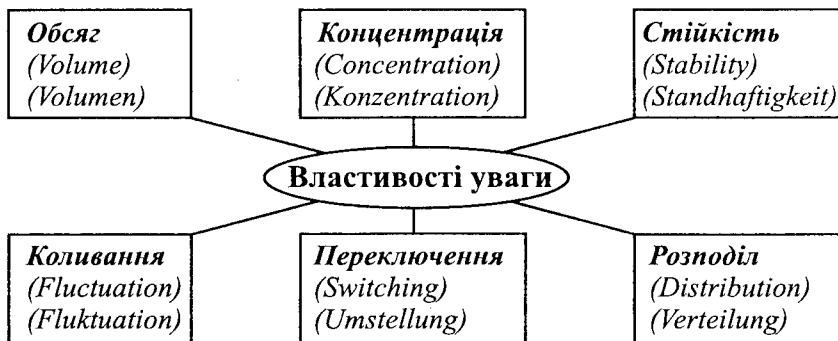 Обсяг
(Volume)
(Volumen)
Концентрація
(Concentration)
(Konzentration)
Стійкість
(Stability)
(Standhaftigkeit)
Властивості уваги
Коливання
(Fluctuation)
(Fluktuation)
Переключення
(Switching)
(Umstellung)
Розподіл
(Distribution)
(Verteilung)